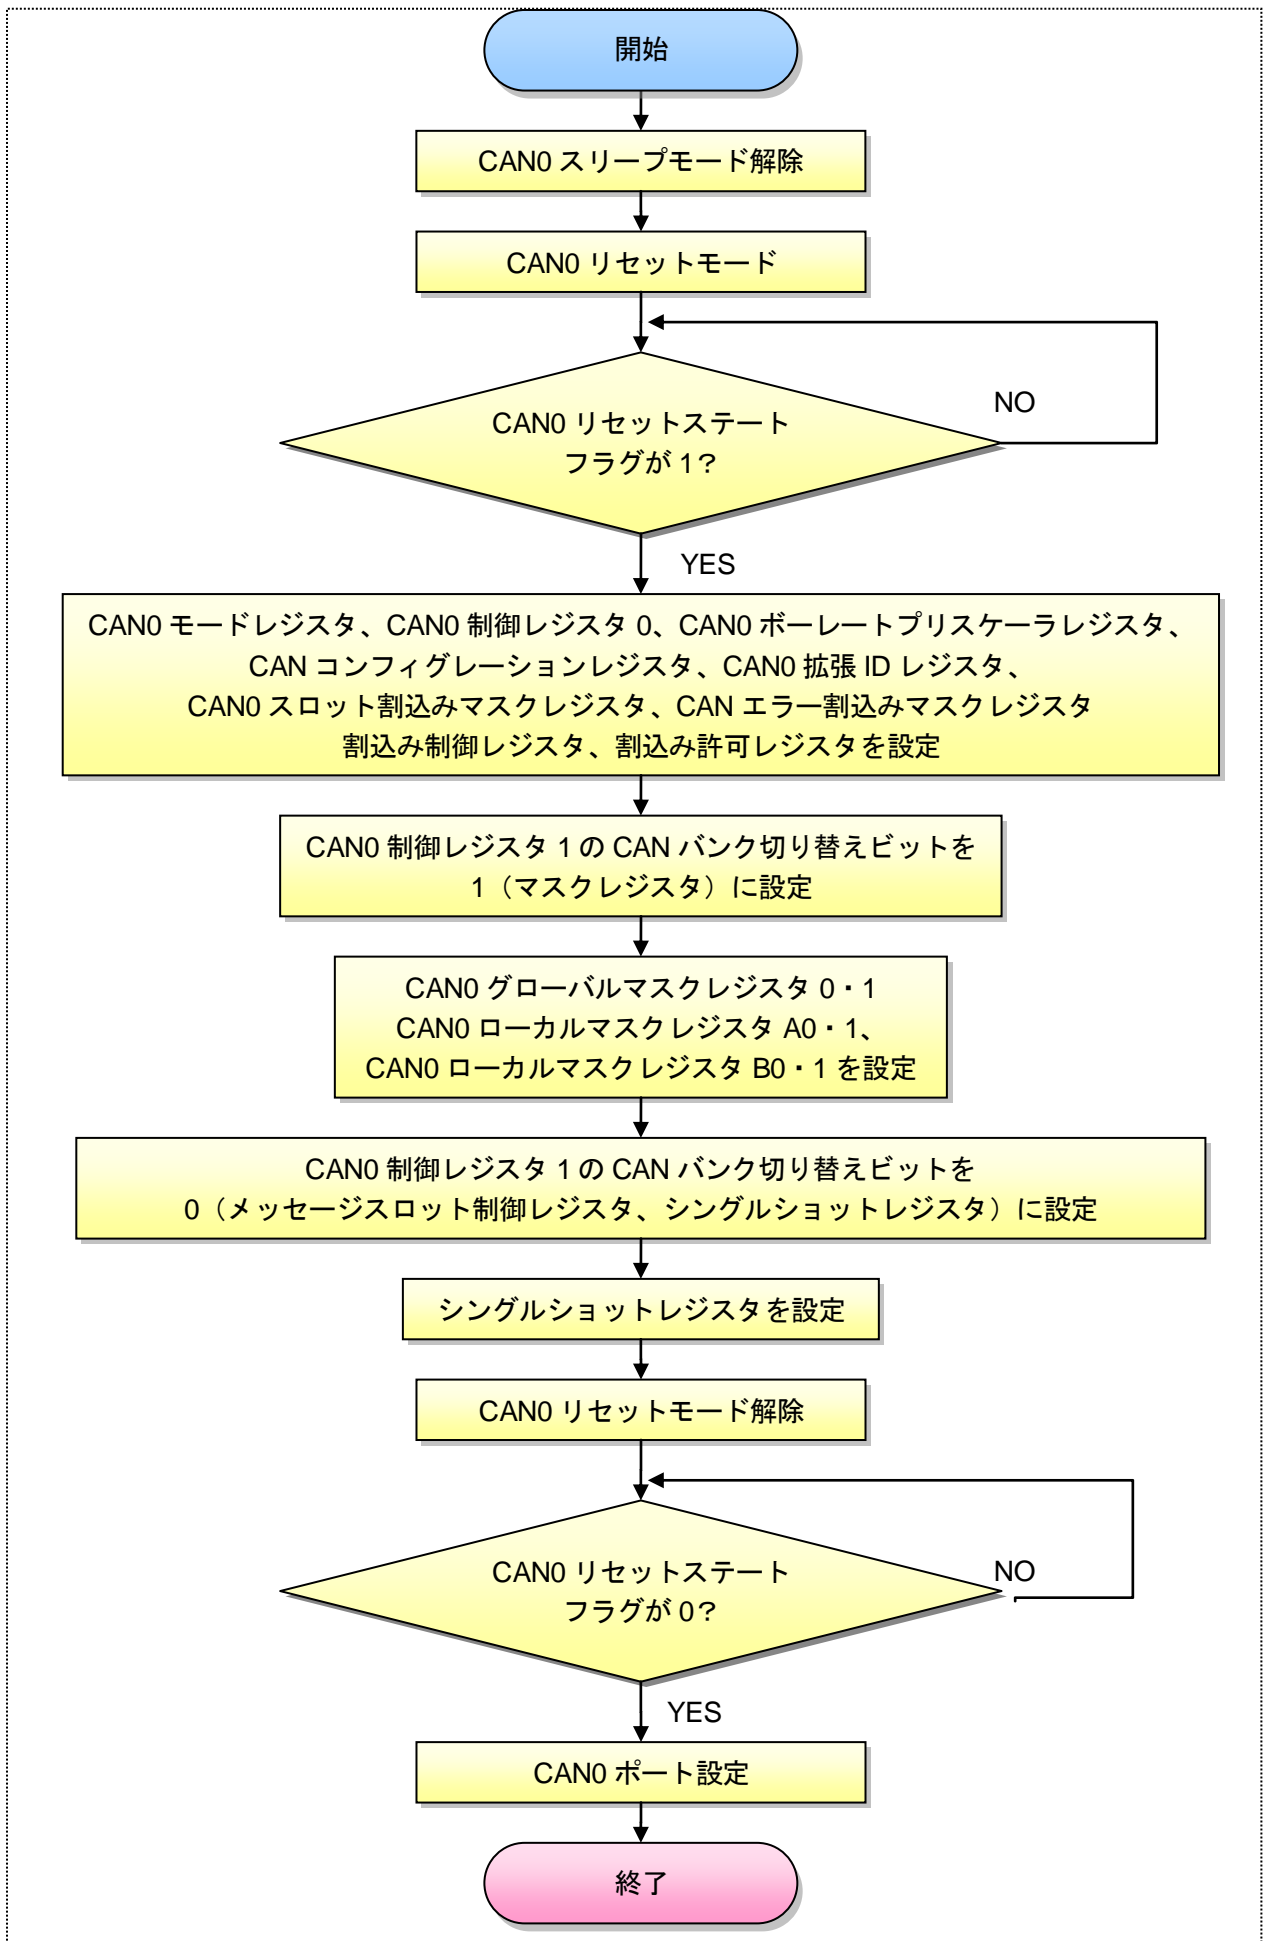 開始
CAN0 スリープモード解除
CAN0 リセットモード
CAN0 リセットステート
フラグが 1？
NO
YES
CAN0 モードレジスタ、CAN0 制御レジスタ 0、CAN0 ボーレートプリスケーラレジスタ、
CAN コンフィグレーションレジスタ、CAN0 拡張 ID レジスタ、
CAN0 スロット割込みマスクレジスタ、CAN エラー割込みマスクレジスタ
割込み制御レジスタ、割込み許可レジスタを設定
CAN0 制御レジスタ 1 の CAN バンク切り替えビットを
1（マスクレジスタ）に設定
CAN0 グローバルマスクレジスタ 0・1
CAN0 ローカルマスクレジスタ A0・1、
CAN0 ローカルマスクレジスタ B0・1 を設定
CAN0 制御レジスタ 1 の CAN バンク切り替えビットを
0（メッセージスロット制御レジスタ、シングルショットレジスタ）に設定
シングルショットレジスタを設定
CAN0 リセットモード解除
CAN0 リセットステート
フラグが 0？
NO
YES
CAN0 ポート設定
終了